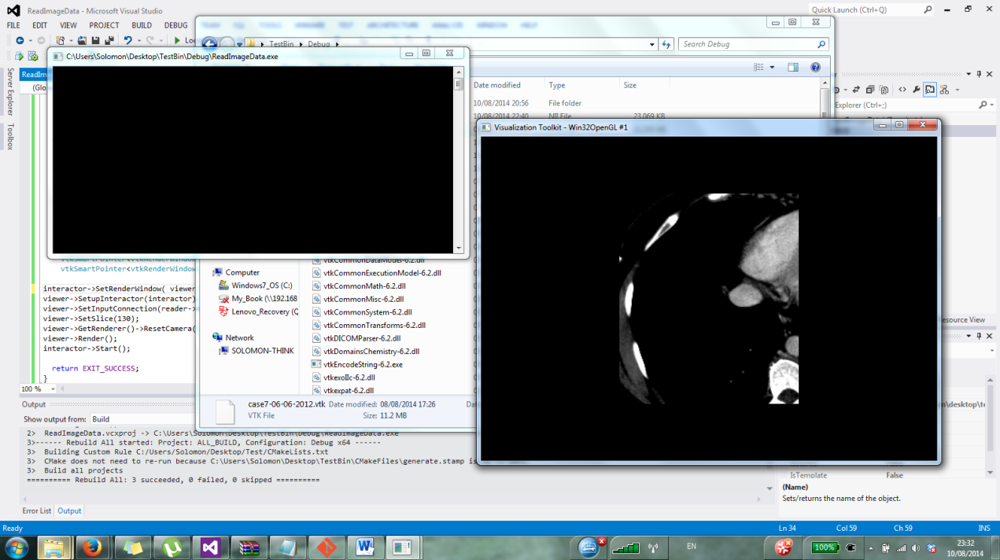 ReadImageData - Microsoft Visual Studio
Quick Launch (Ctrl+Q)
FILE EDIT VIEW PROJECT BUILD DEBUG
Debug
Search Debug
TestBin
C:\Users\Solomon\Desktop\TestBin\Debug\ReadImageData.exe
Server Explorer
Toolbox
Date modified Type Size
10/08/2014 20:56 File folder
10/08/2014 22:40 NII File 23,069 KB
Explorer (Ctrl+;)
Visualization Toolkit - Win32OpenGL #1
vtkSmartPointer<vtkRenderWindow
vtkSmartPointer<vtkRenderWindow
interactor->SetRenderWindow( viewer
viewer->SetupInteractor(interactor)
viewer->SetInputConnection(reader->
viewer->SetSlice(130);
viewer->GetRenderer()->ResetCamera(
viewer->Render();
interactor->Start();
return EXIT_SUCCESS;
}
100 %
Computer
Windows7_OS (C:)
My_Book (\\192.168
Lenovo_Recovery (Q
Network
SOLOMON-THINK
vtkCommonDataModel-6.2.dll
vtkCommonExecutionModel-6.2.dll
vtkCommonMath-6.2.dll
vtkCommonMisc-6.2.dll
vtkCommonSystem-6.2.dll
vtkCommonTransforms-6.2.dll
vtkDICOMParser-6.2.dll
vtkDomainsChemistry-6.2.dll
vtkEncodeString-6.2.exe
vtkexoIIc-6.2.dll
vtkexpat-6.2.dll
case7-06-06-2012.vtk Date modified: 08/08/2014 17:26
VTK File Size: 11.2 MB
esource View
Output
Show output from: Build
2> ReadImageData.vcxproj -> C:\Users\Solomon\Desktop\TestBin\Debug\ReadImageData.exe
3>------ Rebuild All started: Project: ALL_BUILD, Configuration: Debug x64 ------
3> Building Custom Rule C:/Users/Solomon/Desktop/Test/CMakeLists.txt
3> CMake does not need to re-run because C:\Users\Solomon\Desktop\TestBin\CMakeFiles\generate.stamp is
3> Build all projects
========== Rebuild All: 3 succeeded, 0 failed, 0 skipped ==========
Error List Output
IsTemplate False
(Name)
Sets/returns the name of the object.
Ready
Ln 34 Col 59 Ch 59 INS
EN
100%
23:32
10/08/2014